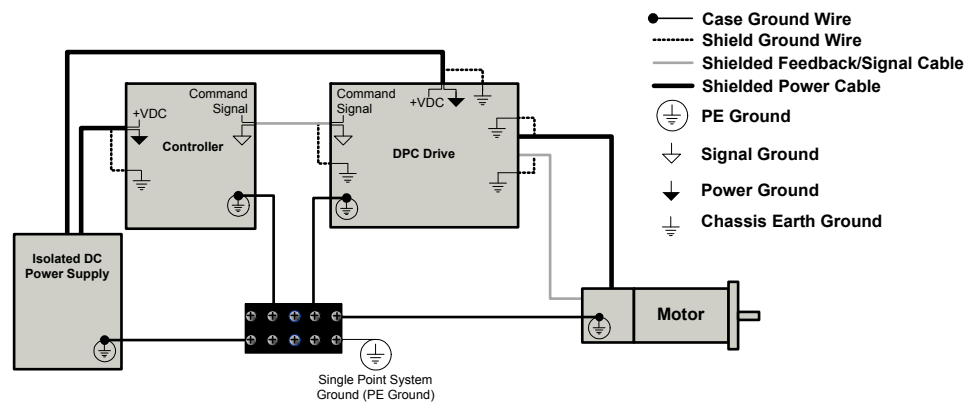 Case Ground Wire
Shield Ground Wire
Shielded Feedback/Signal Cable
Shielded Power Cable
PE Ground
Signal Ground
Power Ground
Chassis Earth Ground
+VDC
Command
Signal
Controller
Command
Signal
+VDC
DPC Drive
Isolated DC
Power Supply
Motor
Single Point System
Ground (PE Ground)